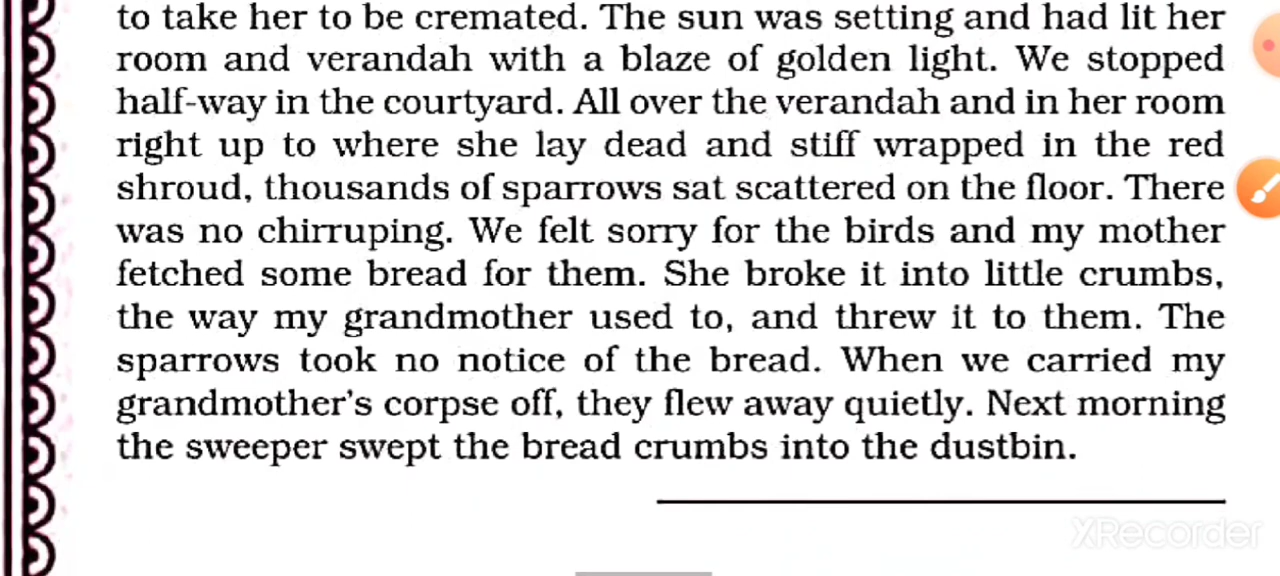 to take her to be cremated. The sun was setting and had lit her
room and verandah with a blaze of golden light. We stopped
half-way in the courtyard. All over the verandah and in her room
right up to where she lay dead and stiff wrapped in the red
shroud, thousands of sparrows sat scattered on the floor. There
was no chirruping. We felt sorry for the birds and my mother
fetched some bread for them. She broke it into little crumbs,
the way my grandmother used to, and threw it to them. The
sparrows took no notice of the bread. When we carried my
grandmother's corpse off, they flew away quietly. Next morning
the sweeper swept the bread crumbs into the dustbin.
XRecorder